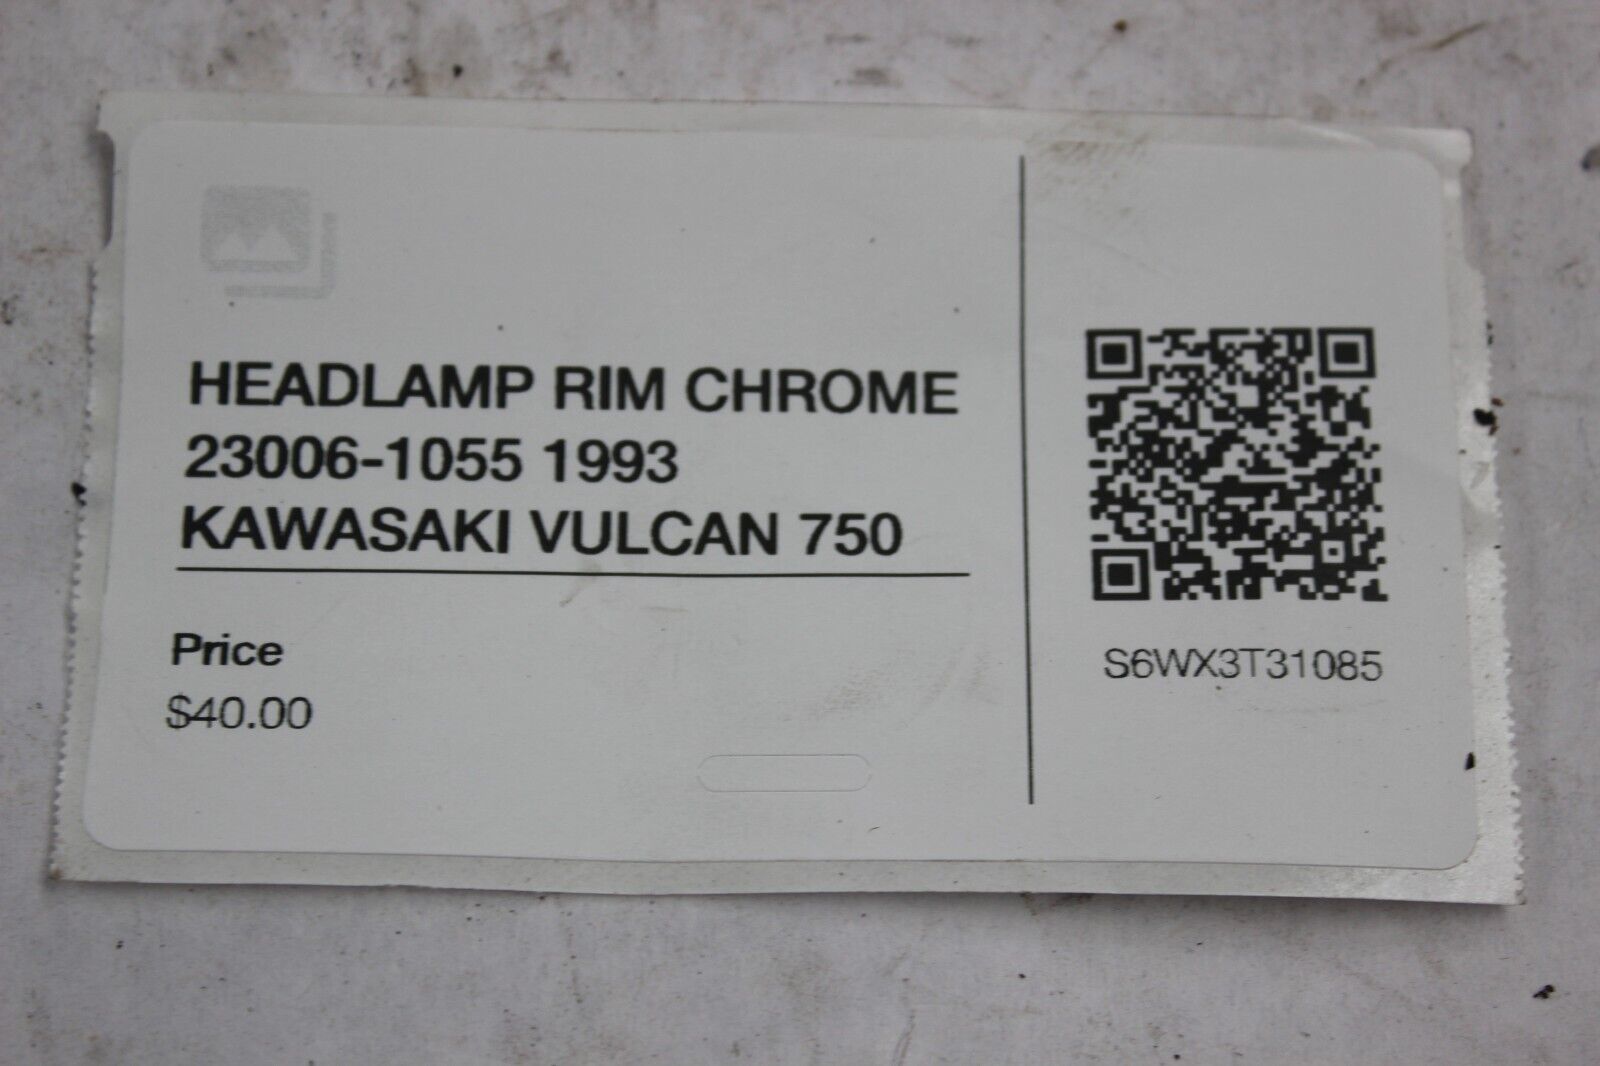 HEADLAMP RIM CHROME
23006-1055 1993
KAWASAKI VULCAN 750
Price
$40.00
S6WX3T31085